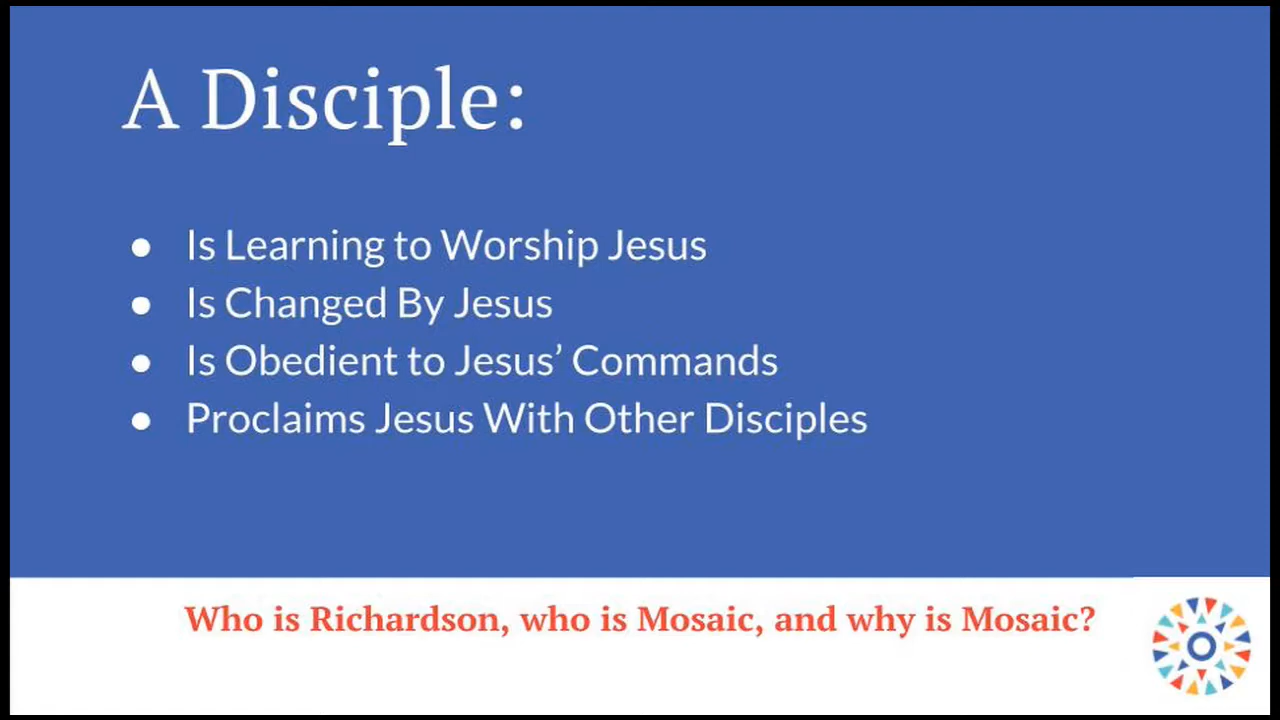 A Disciple:
● Is Learning to Worship Jesus
● Is Changed By Jesus
● Is Obedient to Jesus’ Commands
● Proclaims Jesus With Other Disciples
Who is Richardson, who is Mosaic, and why is Mosaic?